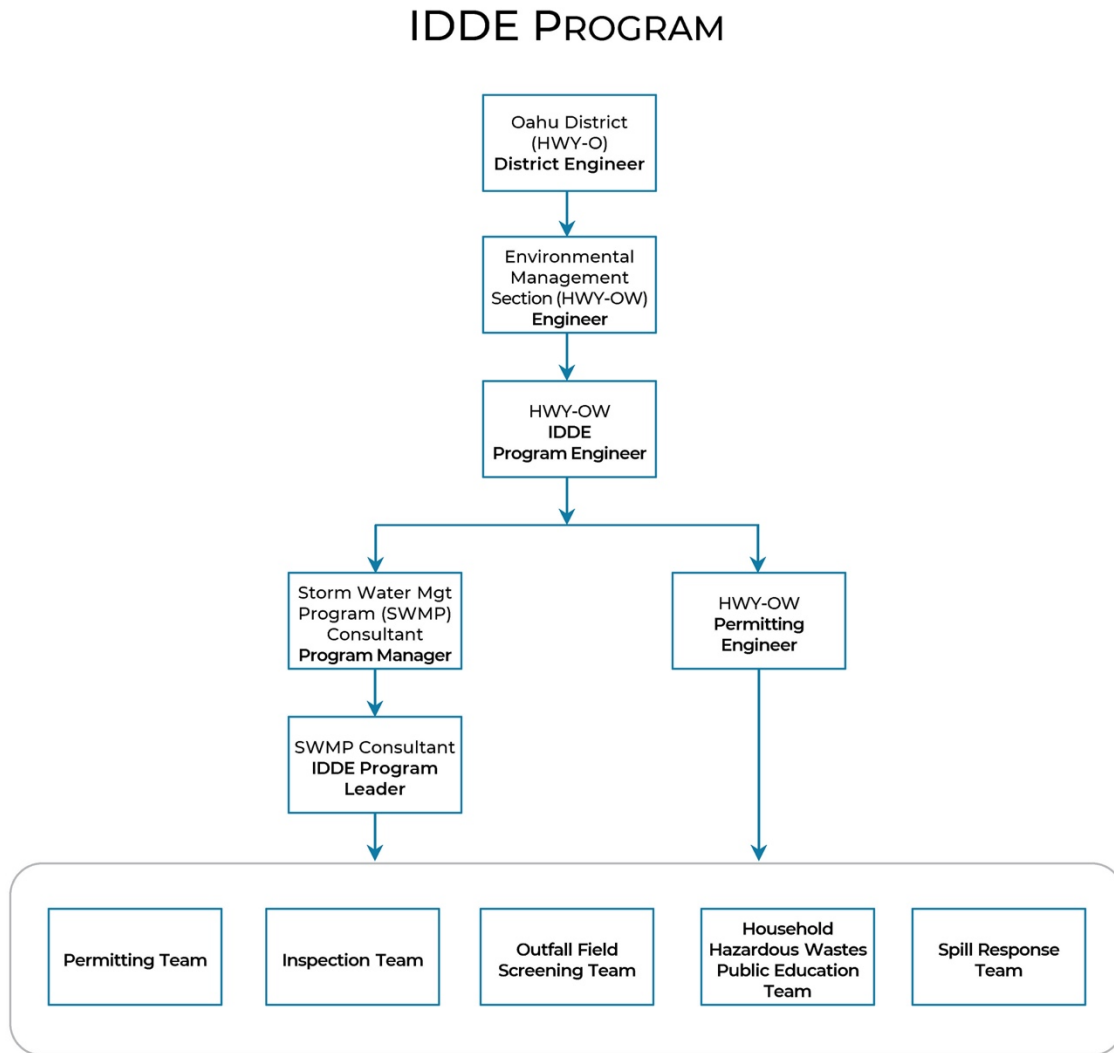 IDDE PROGRAM
Oahu District
(HWY-O)
District Engineer
Environmental
Management
Section (HWY-OW)
Engineer
HWY-OW
IDDE
Program Engineer
Storm Water Mgt
Program (SWMP)
Consultant
Program Manager
HWY-OW
Permitting
Engineer
SWMP Consultant
IDDE Program
Leader
Permitting Team
Inspection Team
Outfall Field
Screening Team
Household
Hazardous Wastes
Public Education
Team
Spill Response
Team